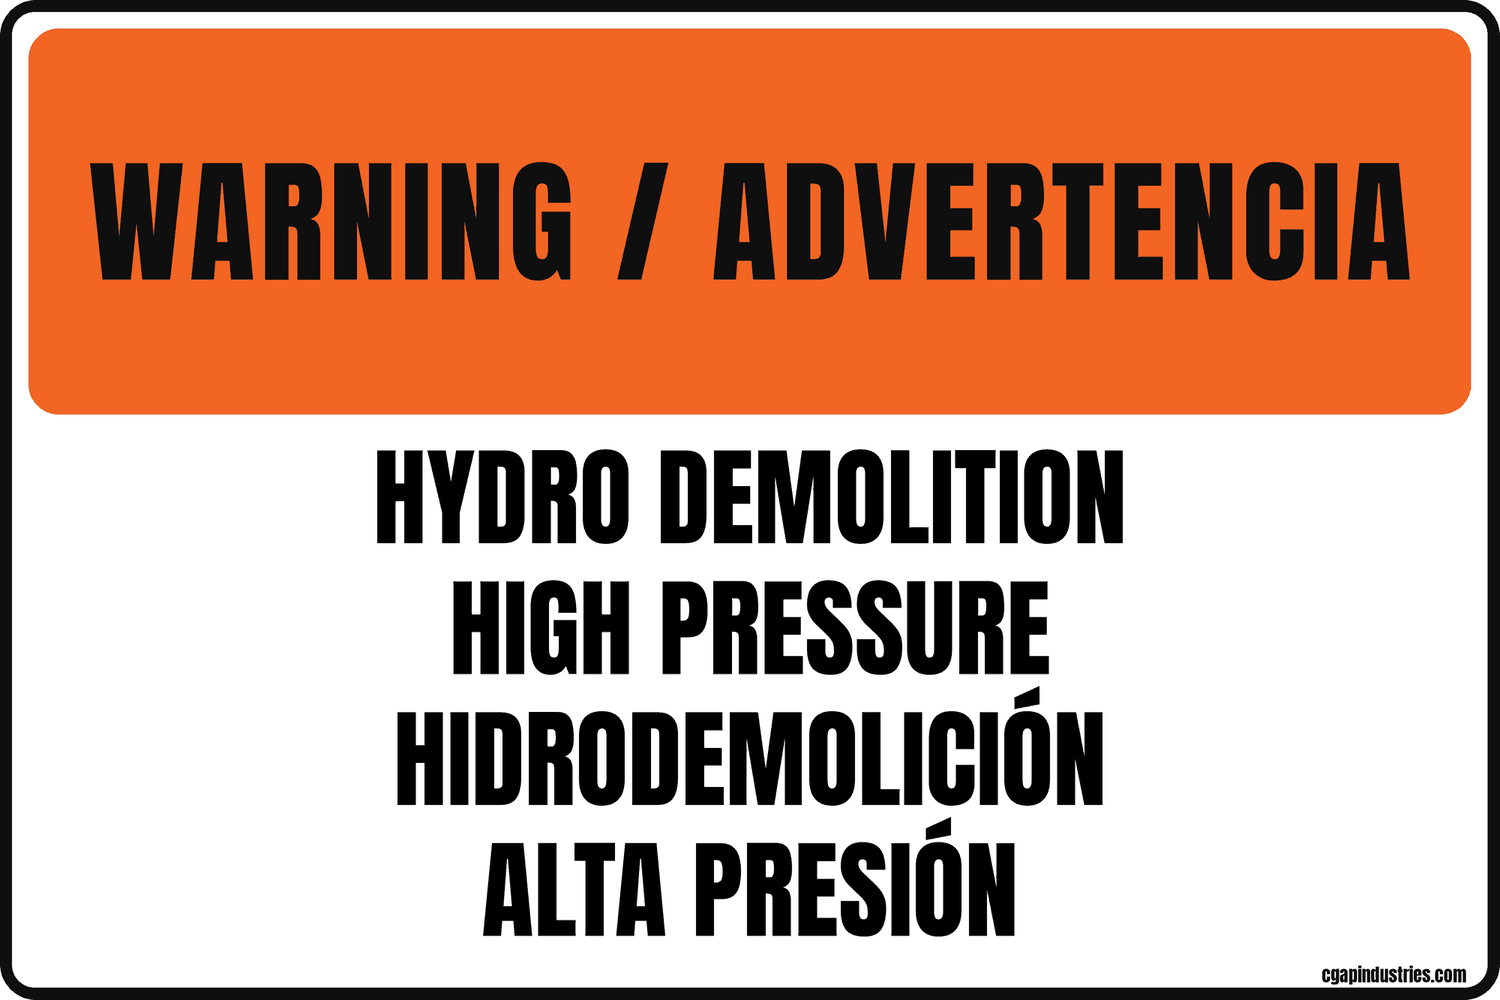 WARNING / ADVERTENCIA
HYDRO DEMOLITION
HIGH PRESSURE
HIDRODEMOLICIÓN
ALTA PRESIÓN
cgapindustries.com